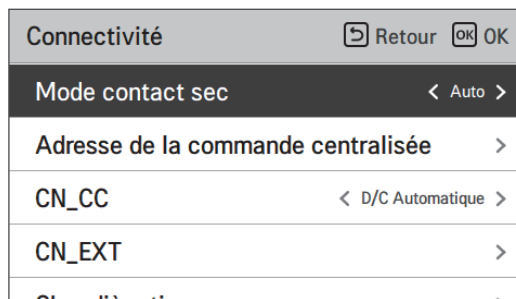 Connectivité Retour OK OK
Mode contact sec < Auto >
Adresse de la commande centralisée >
CN_CC < D/C Automatique >
CN_EXT >